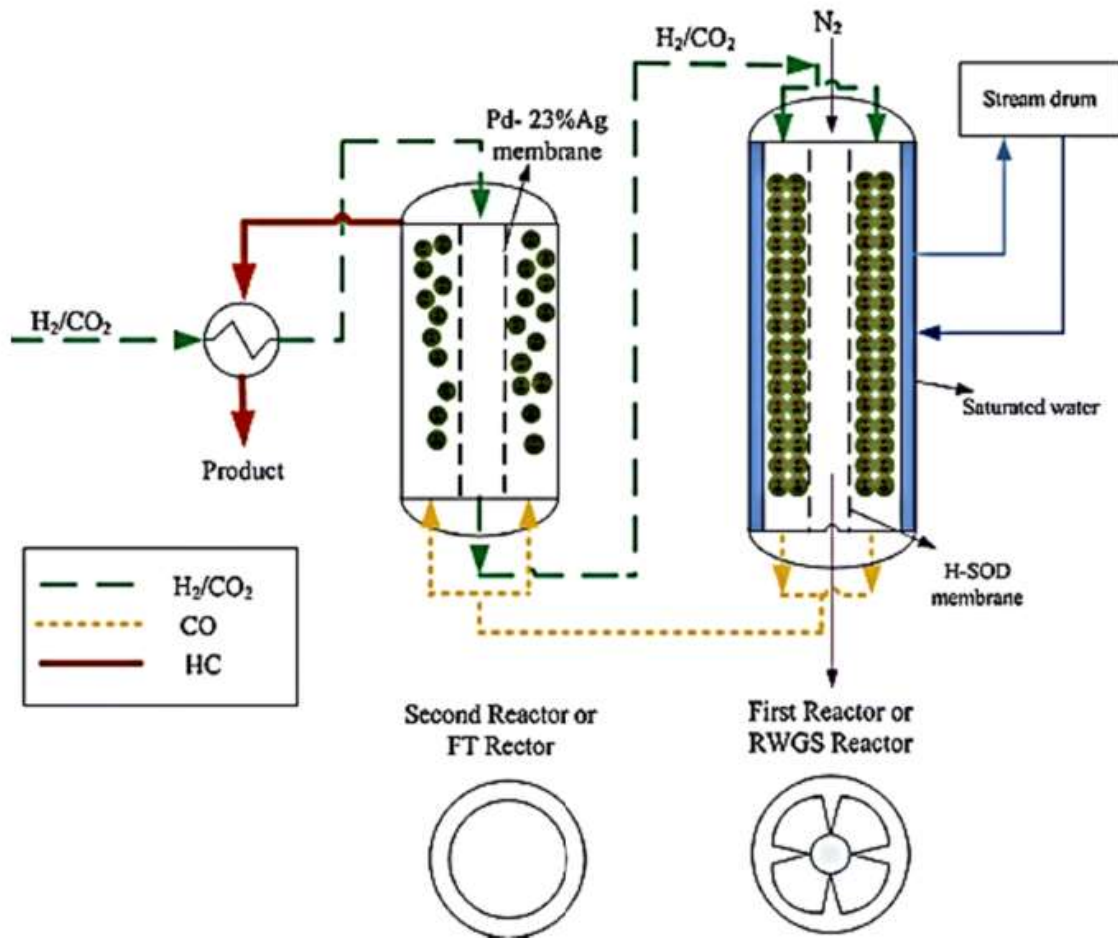 N₂
H₂/CO₂
Stream drum
Pd- 23%Ag
membrane
H₂/CO₂
Saturated water
Product
H-SOD
membrane
H₂/CO₂
CO
HC
Second Reactor or
FT Rector
First Reactor or
RWGS Reactor